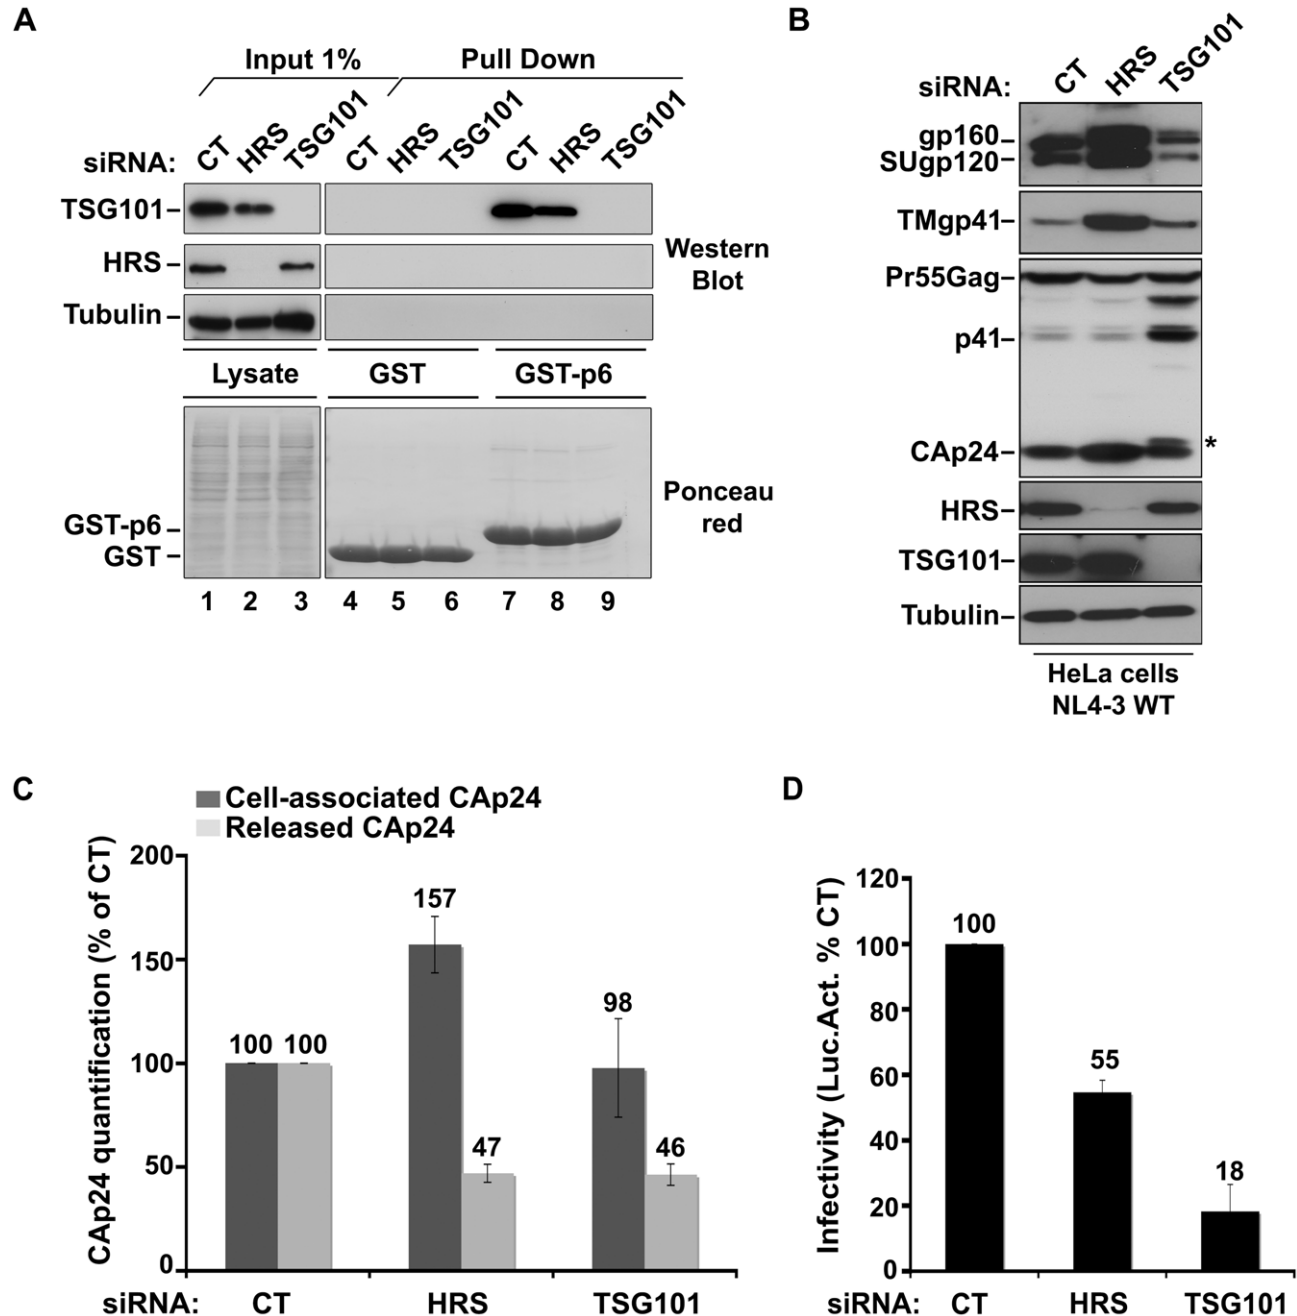 A
Input 1% Pull Down
siRNA: CT HRS TSG101 CT HRS TSG101 CT HRS TSG101
TSG101
HRS
Tubulin
Western
Blot
Lysate GST GST-p6
GST-p6
GST
Ponceau
red
1 2 3 4 5 6 7 8 9
B
siRNA: CT HRS TSG101
gp160
SUgp120
TMgp41
Pr55Gag
p41
CAp24 *
HRS
TSG101
Tubulin
HeLa cells
NL4-3 WT
C
Cell-associated CAp24
Released CAp24
CAp24 quantification (% of CT)
200
150
100
50
0
100 100
157
47
98
46
siRNA: CT HRS TSG101
D
Infectivity (Luc.Act. % CT)
120
100
80
60
40
20
0
100
55
18
siRNA: CT HRS TSG101